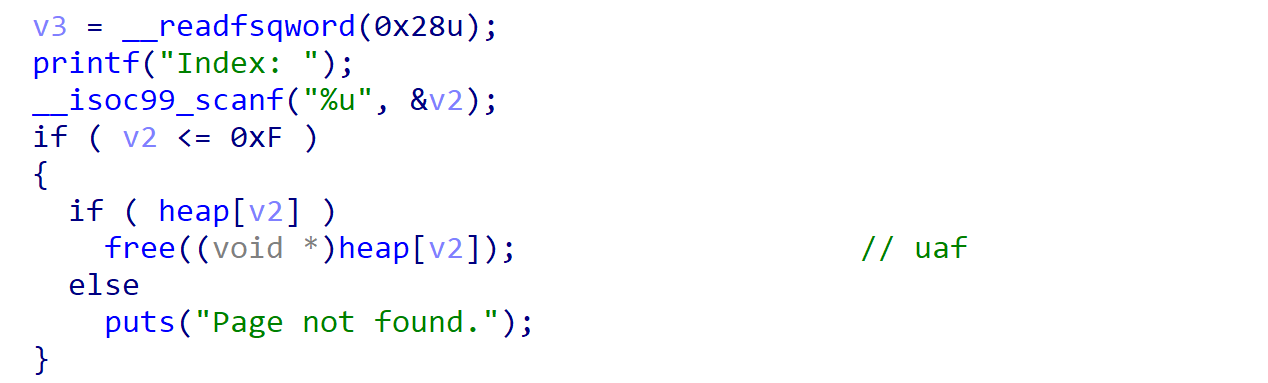 v3 = __readfsqword(0x28u);
printf("Index: ");
__isoc99_scanf("%u", &v2);
if ( v2 <= 0xF )
{
  if ( heap[v2] )
    free((void *)heap[v2]); // uaf
  else
    puts("Page not found.");
}